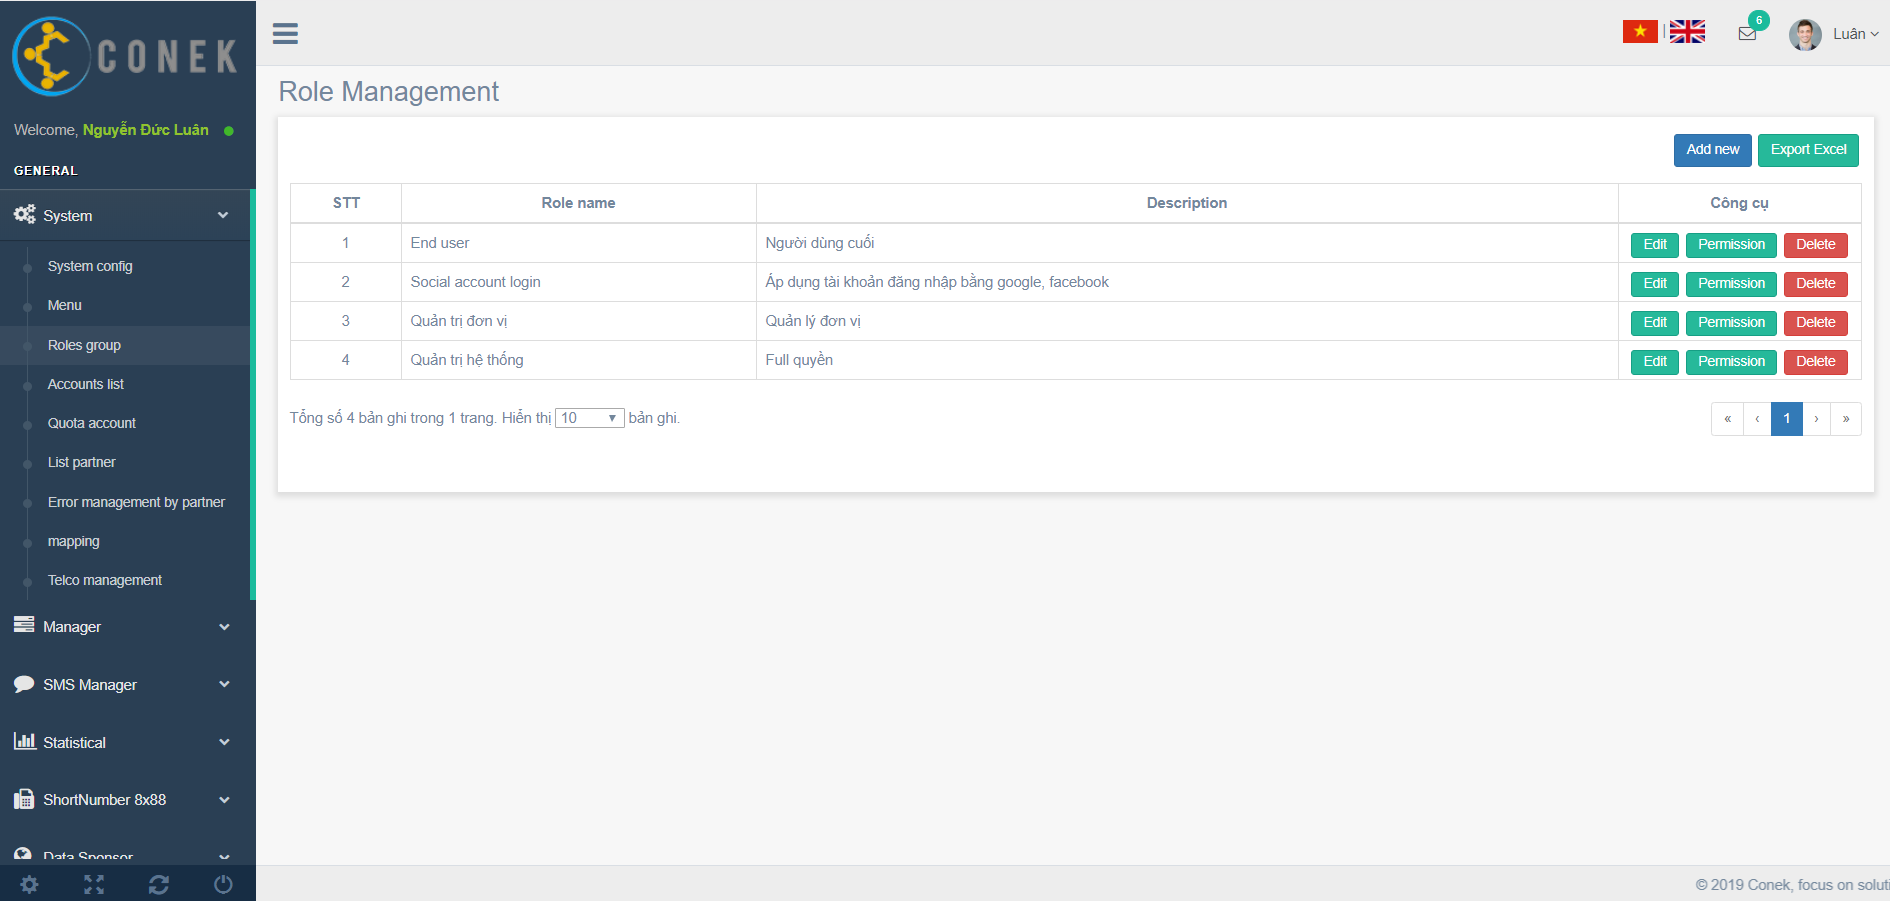 CONEK
Welcome, Nguyễn Đức Luân
GENERAL
System
System config
Menu
Roles group
Accounts list
Quota account
List partner
Error management by partner
mapping
Telco management
Manager
SMS Manager
Statistical
ShortNumber 8x88
Data Sponsor
| 6 Luân
Role Management
Add new Export Excel
STT Role name Description Công cụ
1 End user Người dùng cuối Edit Permission Delete
2 Social account login Áp dụng tài khoản đăng nhập bằng google, facebook Edit Permission Delete
3 Quản trị đơn vị Quản lý đơn vị Edit Permission Delete
4 Quản trị hệ thống Full quyền Edit Permission Delete
Tổng số 4 bản ghi trong 1 trang. Hiển thị 10 bản ghi. « ‹ 1 › »
© 2019 Conek, focus on soluti